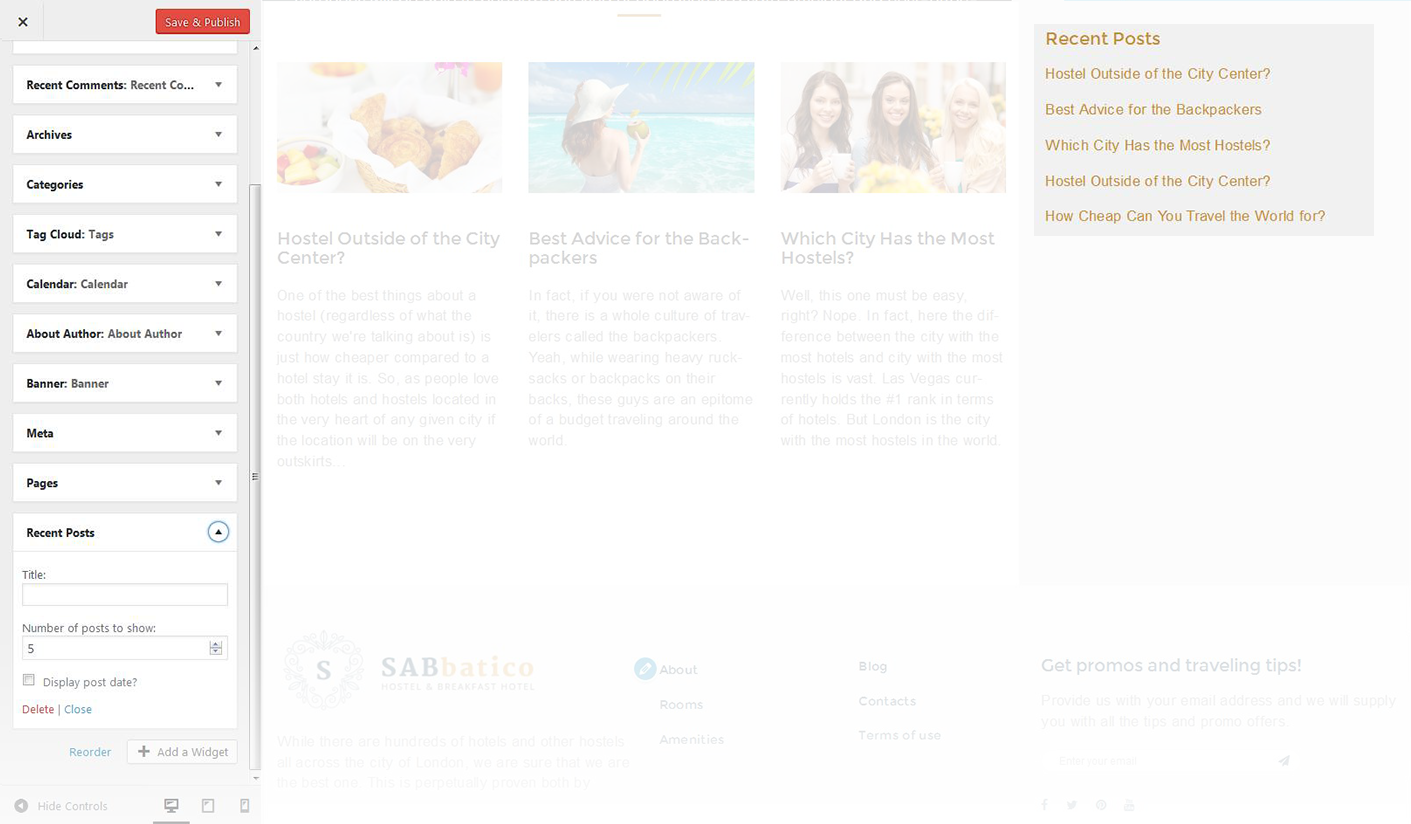 Save & Publish
Recent Comments: Recent Co...
Archives
Categories
Tag Cloud: Tags
Calendar: Calendar
About Author: About Author
Banner: Banner
Meta
Pages
Recent Posts
Title:
Number of posts to show:
5
Display post date?
Delete | Close
Reorder
Add a Widget
Hide Controls
Hostel Outside of the City
Center?
One of the best things about a
hostel (regardless of what the
country we're talking about is) is
just how cheaper compared to a
hotel stay it is. So, as people love
both hotels and hostels located in
the very heart of any given city if
the location will be on the very
outskirts...
Best Advice for the Back-
packers
In fact, if you were not aware of
it, there is a whole culture of trav-
elers called the backpackers.
Yeah, while wearing heavy ruck-
sacks or backpacks on their
backs, these guys are an epitome
of a budget traveling around the
world.
Which City Has the Most
Hostels?
Well, this one must be easy,
right? Nope. In fact, here the dif-
ference between the city with the
most hotels and city with the most
hostels is vast. Las Vegas cur-
rently holds the #1 rank in terms
of hotels. But London is the city
with the most hostels in the world.
Recent Posts
Hostel Outside of the City Center?
Best Advice for the Backpackers
Which City Has the Most Hostels?
Hostel Outside of the City Center?
How Cheap Can You Travel the World for?
S
SABbatico
HOSTEL & BREAKFAST HOTEL
While there are hundreds of hotels and other hostels
all across the city of London, we are sure that we are
the best one. This is perpetually proven both by
About
Rooms
Amenities
Blog
Contacts
Terms of use
Get promos and traveling tips!
Provide us with your email address and we will supply
you with all the tips and promo offers
Enter your email